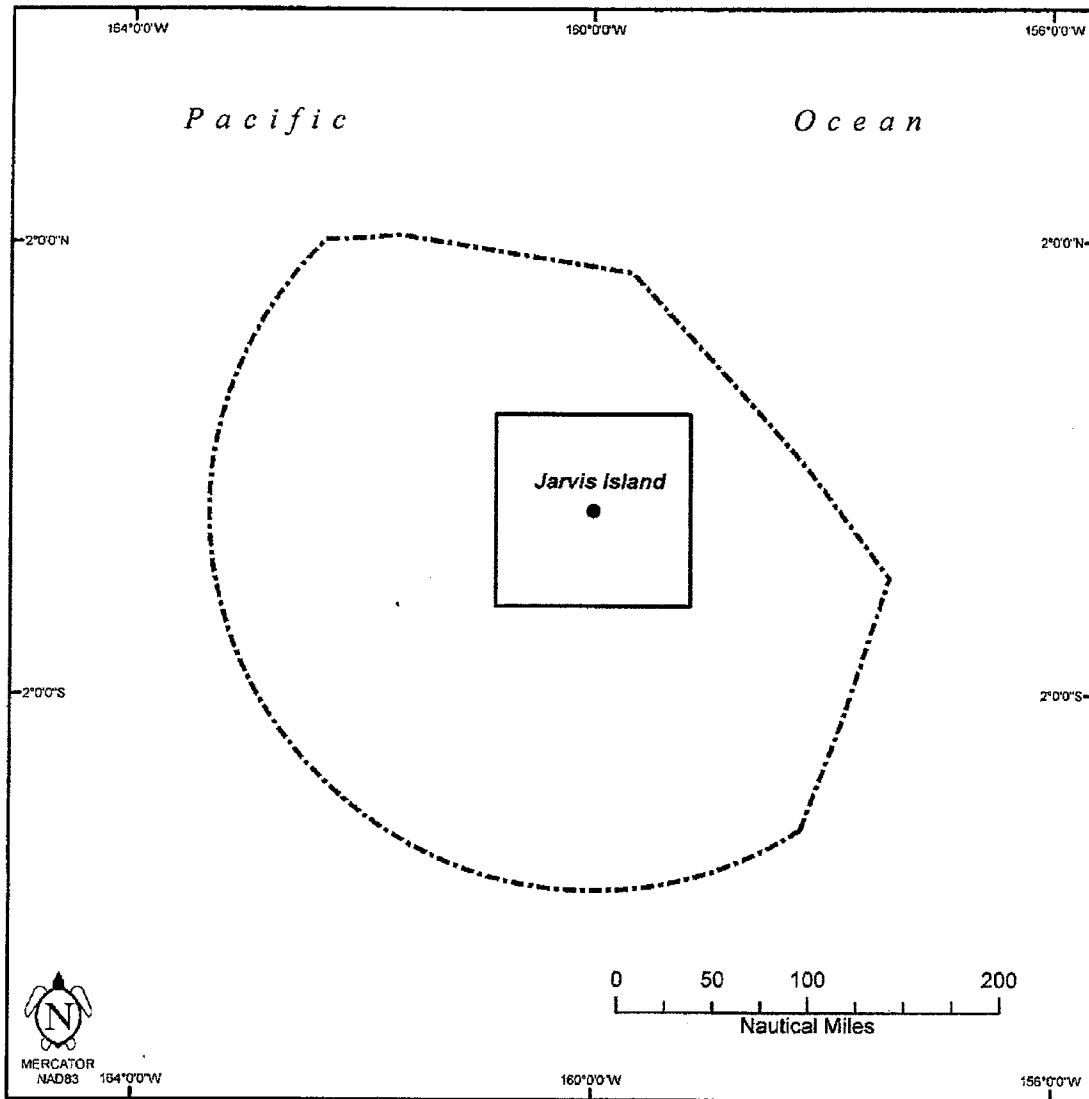 164°0'0"W 160°0'0"W 156°0'0"W
Pacific Ocean
2°0'0"N 2°0'0"N
Jarvis Island
2°0'0"S 2°0'0"S
0 50 100 200
Nautical Miles
N
MERCATOR
NAD83
164°0'0"W 160°0'0"W 156°0'0"W